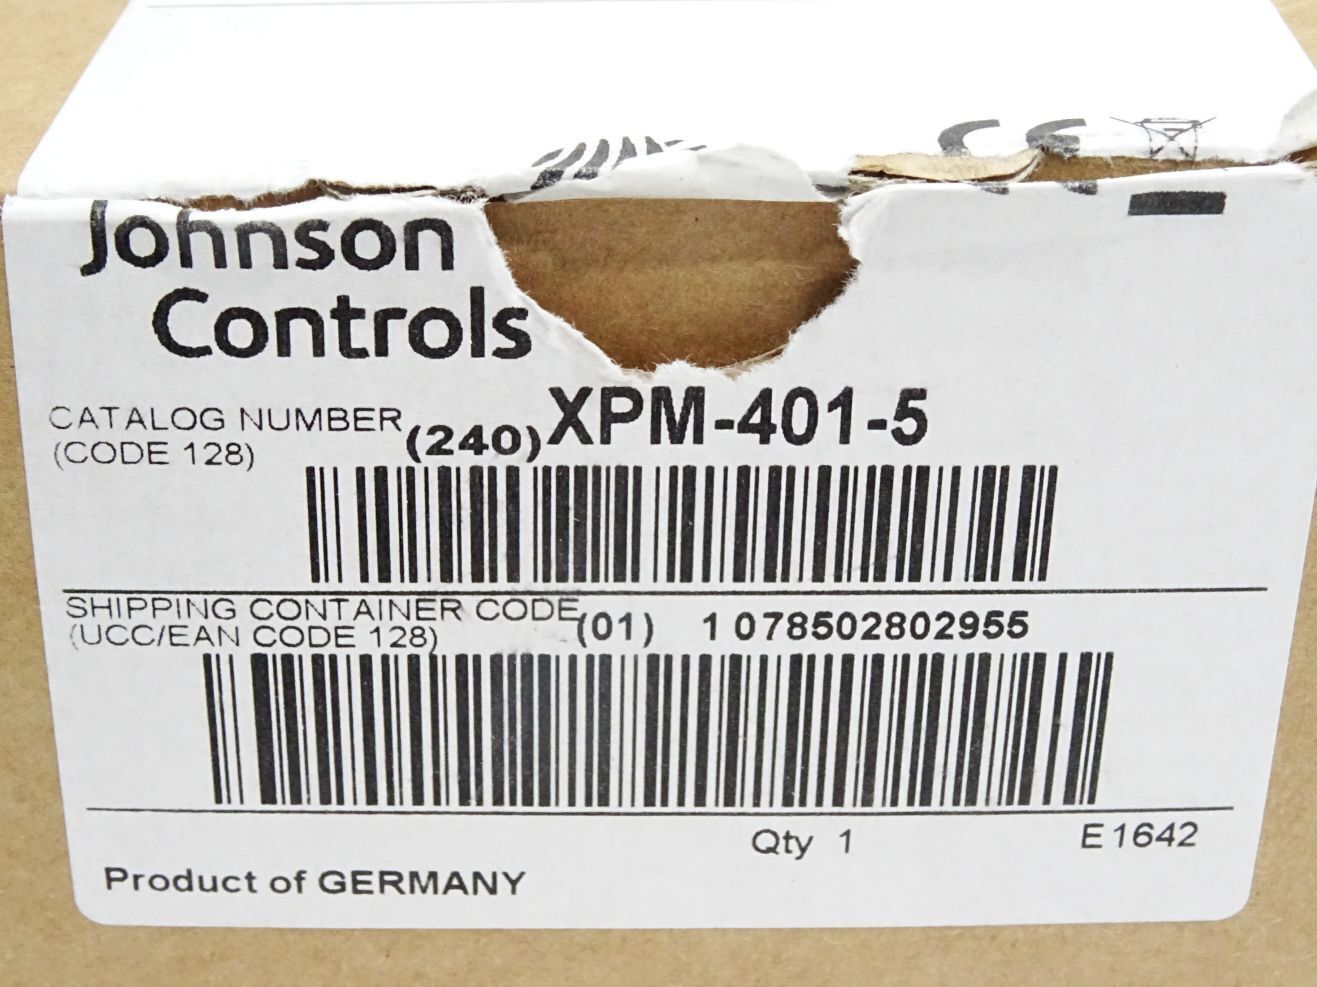 Johnson
Controls
CATALOG NUMBER
(CODE 128)
(240) XPM-401-5
SHIPPING CONTAINER CODE
(UCC/EAN CODE 128)
(01) 1 078502802955
Qty 1
E1642
Product of GERMANY